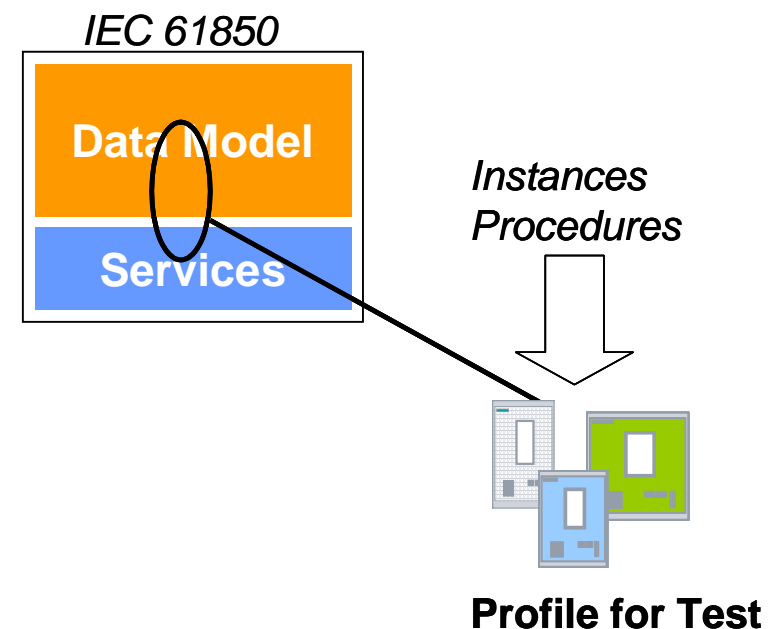 IEC 61850
Data Model
Services
Instances
Procedures
Profile for Test